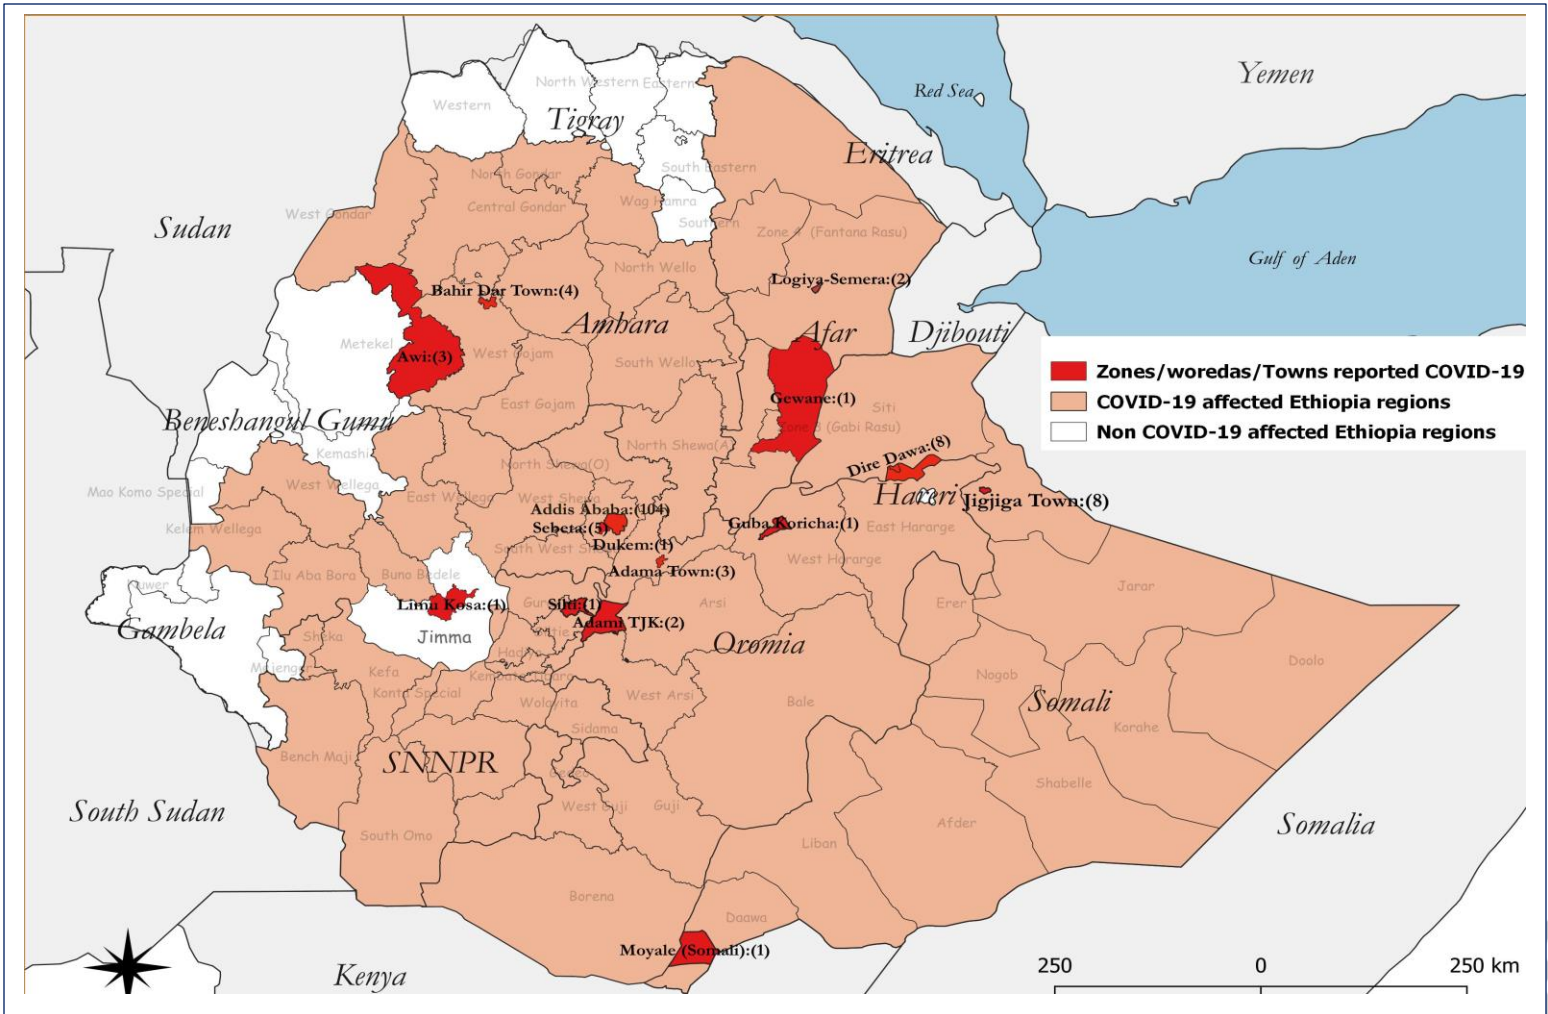 Yemen
Red Sea
North Western
Eastern
Western
Tigray
Eritrea
South Eastern
North Gondar
Wag Hamra
Central Gondar
West Gondar
Southern
Sudan
Zone 4 (Fantana Rasu)
Gulf of Aden
North Wello
Logiya-Semera:(2)
Bahir Dar Town:(4)
Amhara
Afar
Djibouti
Metekel
Awi:(3)
West Gojam
South Wello
Zones/woredas/Towns reported COVID-19
COVID-19 affected Ethiopia regions
Non COVID-19 affected Ethiopia regions
Gewane:(1)
East Gojam
Siti
Beneshangul Gumu
Zone 3 (Gabi Rasu)
North Shewa(A)
Kemashi
Dire Dawa:(8)
North Shewa(O)
West Wellega
Mao Komo Special
East Wellega
West Shewa
Hareri
Jigjiga Town:(8)
Addis Ababa:(104)
Kelem Wellega
Sebeta:(5)
Guba Koricha:(1)
East Hararge
Dukem:(1)
South West Shewa
West Hararge
Adama Town:(3)
Ilu Aba Bora
Buno Bedele
Nuwer
Jarar
Limu Kosa:(1)
Silti:(1)
Arsi
Erer
Adami TJK:(2)
Gambela
Sheka
Jimma
Oromia
Hadiya
Doolo
Majenger
Kefa
Nogob
Konta Special
West Arsi
Wolayita
Bale
Somali
Sidama
Korahe
Bench Maji
SNNPR
Gedeo
Shabelle
West Guji
Guji
South Sudan
Afder
Somalia
South Omo
Liban
Borena
Daawa
Moyale (Somali):(1)
Kenya
250 0 250 km